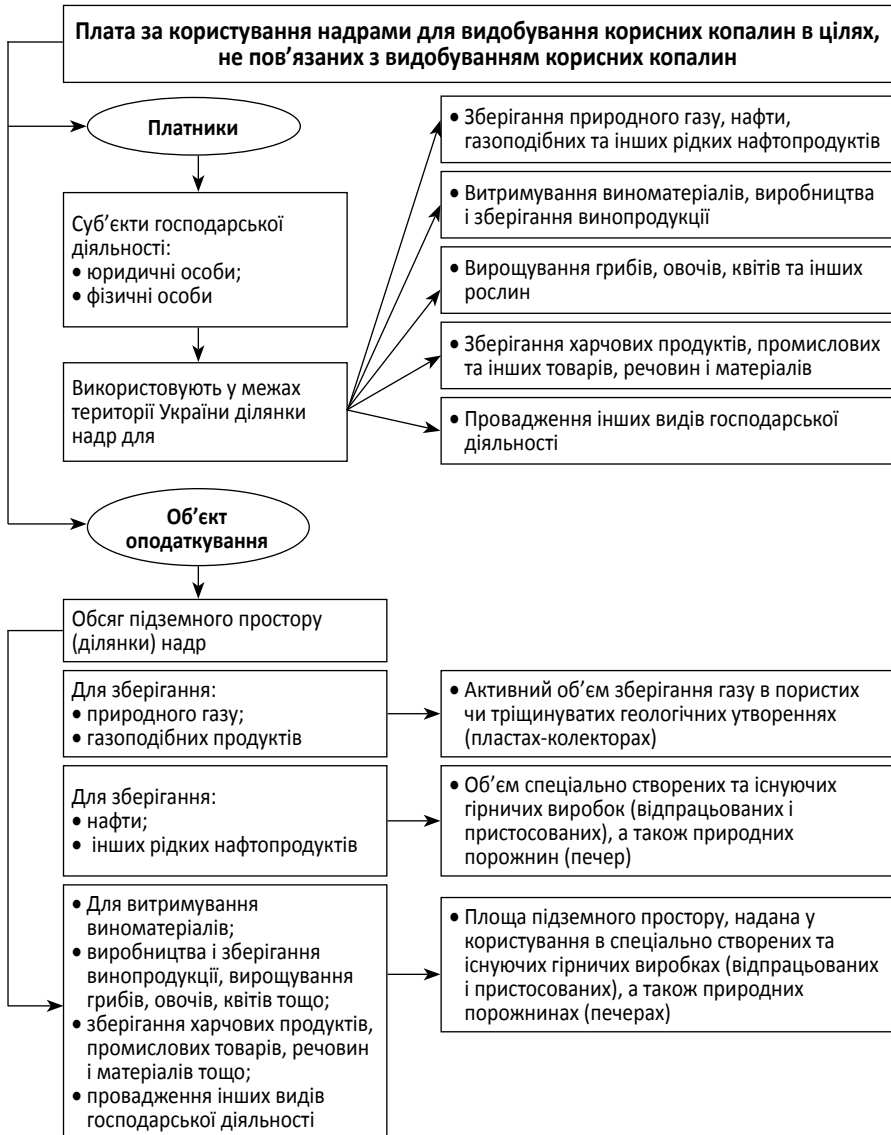 Плата за користування надрами для видобування корисних копалин в цілях,
не пов’язаних з видобуванням корисних копалин
Платники
Суб’єкти господарської
діяльності:
• юридичні особи;
• фізичні особи
Використовують у межах
території України ділянки
надр для
• Зберігання природного газу, нафти,
газоподібних та інших рідких нафтопродуктів
• Витримування виноматеріалів, виробництва
і зберігання винопродукції
• Вирощування грибів, овочів, квітів та інших
рослин
• Зберігання харчових продуктів, промислових
та інших товарів, речовин і матеріалів
• Провадження інших видів господарської
діяльності
Об’єкт
оподаткування
Обсяг підземного простору
(ділянки) надр
Для зберігання:
• природного газу;
• газоподібних продуктів
• Активний об’єм зберігання газу в пористих
чи тріщинуватих геологічних утвореннях
(пластах-колекторах)
Для зберігання:
• нафти;
• інших рідких нафтопродуктів
• Об’єм спеціально створених та існуючих
гірничих виробок (відпрацьованих і
пристосованих), а також природних
порожнин (печер)
• Для витримування
виноматеріалів;
• виробництва і зберігання
винопродукції, вирощування
грибів, овочів, квітів тощо;
• зберігання харчових продуктів,
промислових товарів, речовин
і матеріалів тощо;
• провадження інших видів
господарської діяльності
• Площа підземного простору, надана у
користування в спеціально створених та
існуючих гірничих виробках (відпрацьованих
і пристосованих), а також природних
порожнинах (печерах)